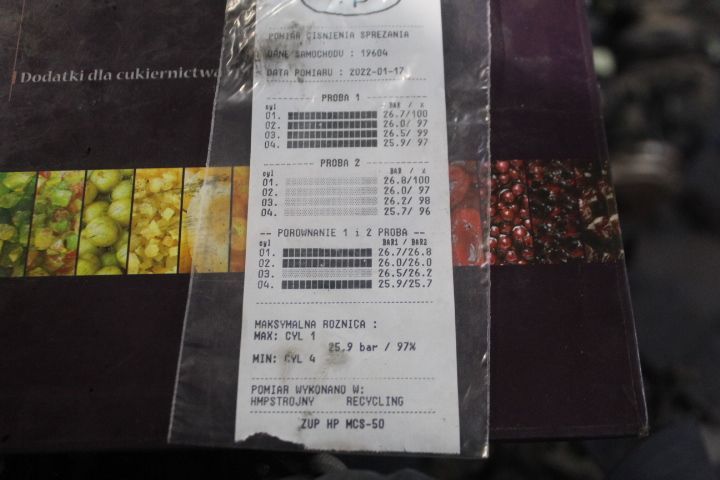 Dodatki dla cukiernictwa
POMIAR CISNIENIA SPREZANIA
DANE SAMOCHODU : 19604
DATA POMIARU : 2022-01-17
PROBA 1
cyl BAR / %
01. 26.7/100
02. 26.0/ 97
03. 26.5/ 99
04. 25.9/ 97
PROBA 2
cyl BAR / %
01. 26.8/100
02. 26.0/ 97
03. 26.2/ 98
04. 25.7/ 96
POROWNANIE 1 i 2 PROBA
cyl BAR1 / BAR2
01. 26.7/26.8
02. 26.0/26.0
03. 26.5/26.2
04. 25.9/25.7
MAKSYMALNA ROZNICA :
MAX: CYL 1
25.9 bar / 97%
MIN: CYL 4
POMIAR WYKONANO W:
HMPSTROJNY RECYCLING
ZUP HP MCS-50